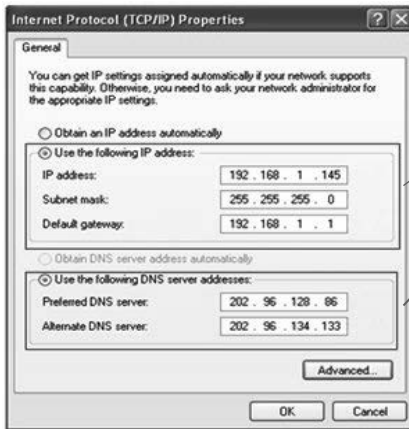 Internet Protocol (TCP/IP) Properties
General
You can get IP settings assigned automatically if your network supports
this capability. Otherwise, you need to ask your network administrator for
the appropriate IP settings.
Obtain an IP address automatically
Use the following IP address:
IP address: 192 . 168 . 1 . 145
Subnet mask: 255 . 255 . 255 . 0
Default gateway: 192 . 168 . 1 . 1
Obtain DNS server address automatically
Use the following DNS server addresses:
Preferred DNS server: 202 . 96 . 128 . 86
Alternate DNS server: 202 . 96 . 134 . 133
Advanced...
OK Cancel